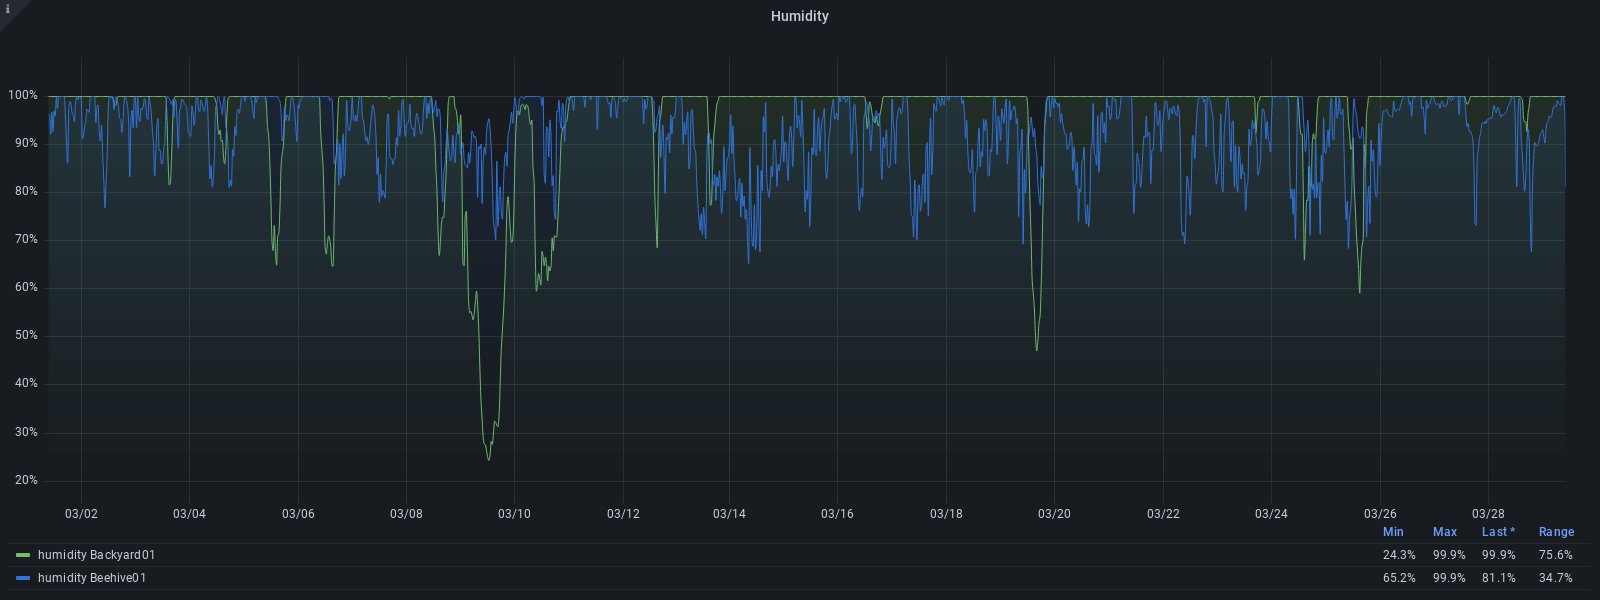 i
Humidity
100%
90%
80%
70%
60%
50%
40%
30%
20%
03/02 03/04 03/06 03/08 03/10 03/12 03/14 03/16 03/18 03/20 03/22 03/24 03/26 03/28
Min Max Last * Range
humidity Backyard01 24.3% 99.9% 99.9% 75.6%
humidity Beehive01 65.2% 99.9% 81.1% 34.7%